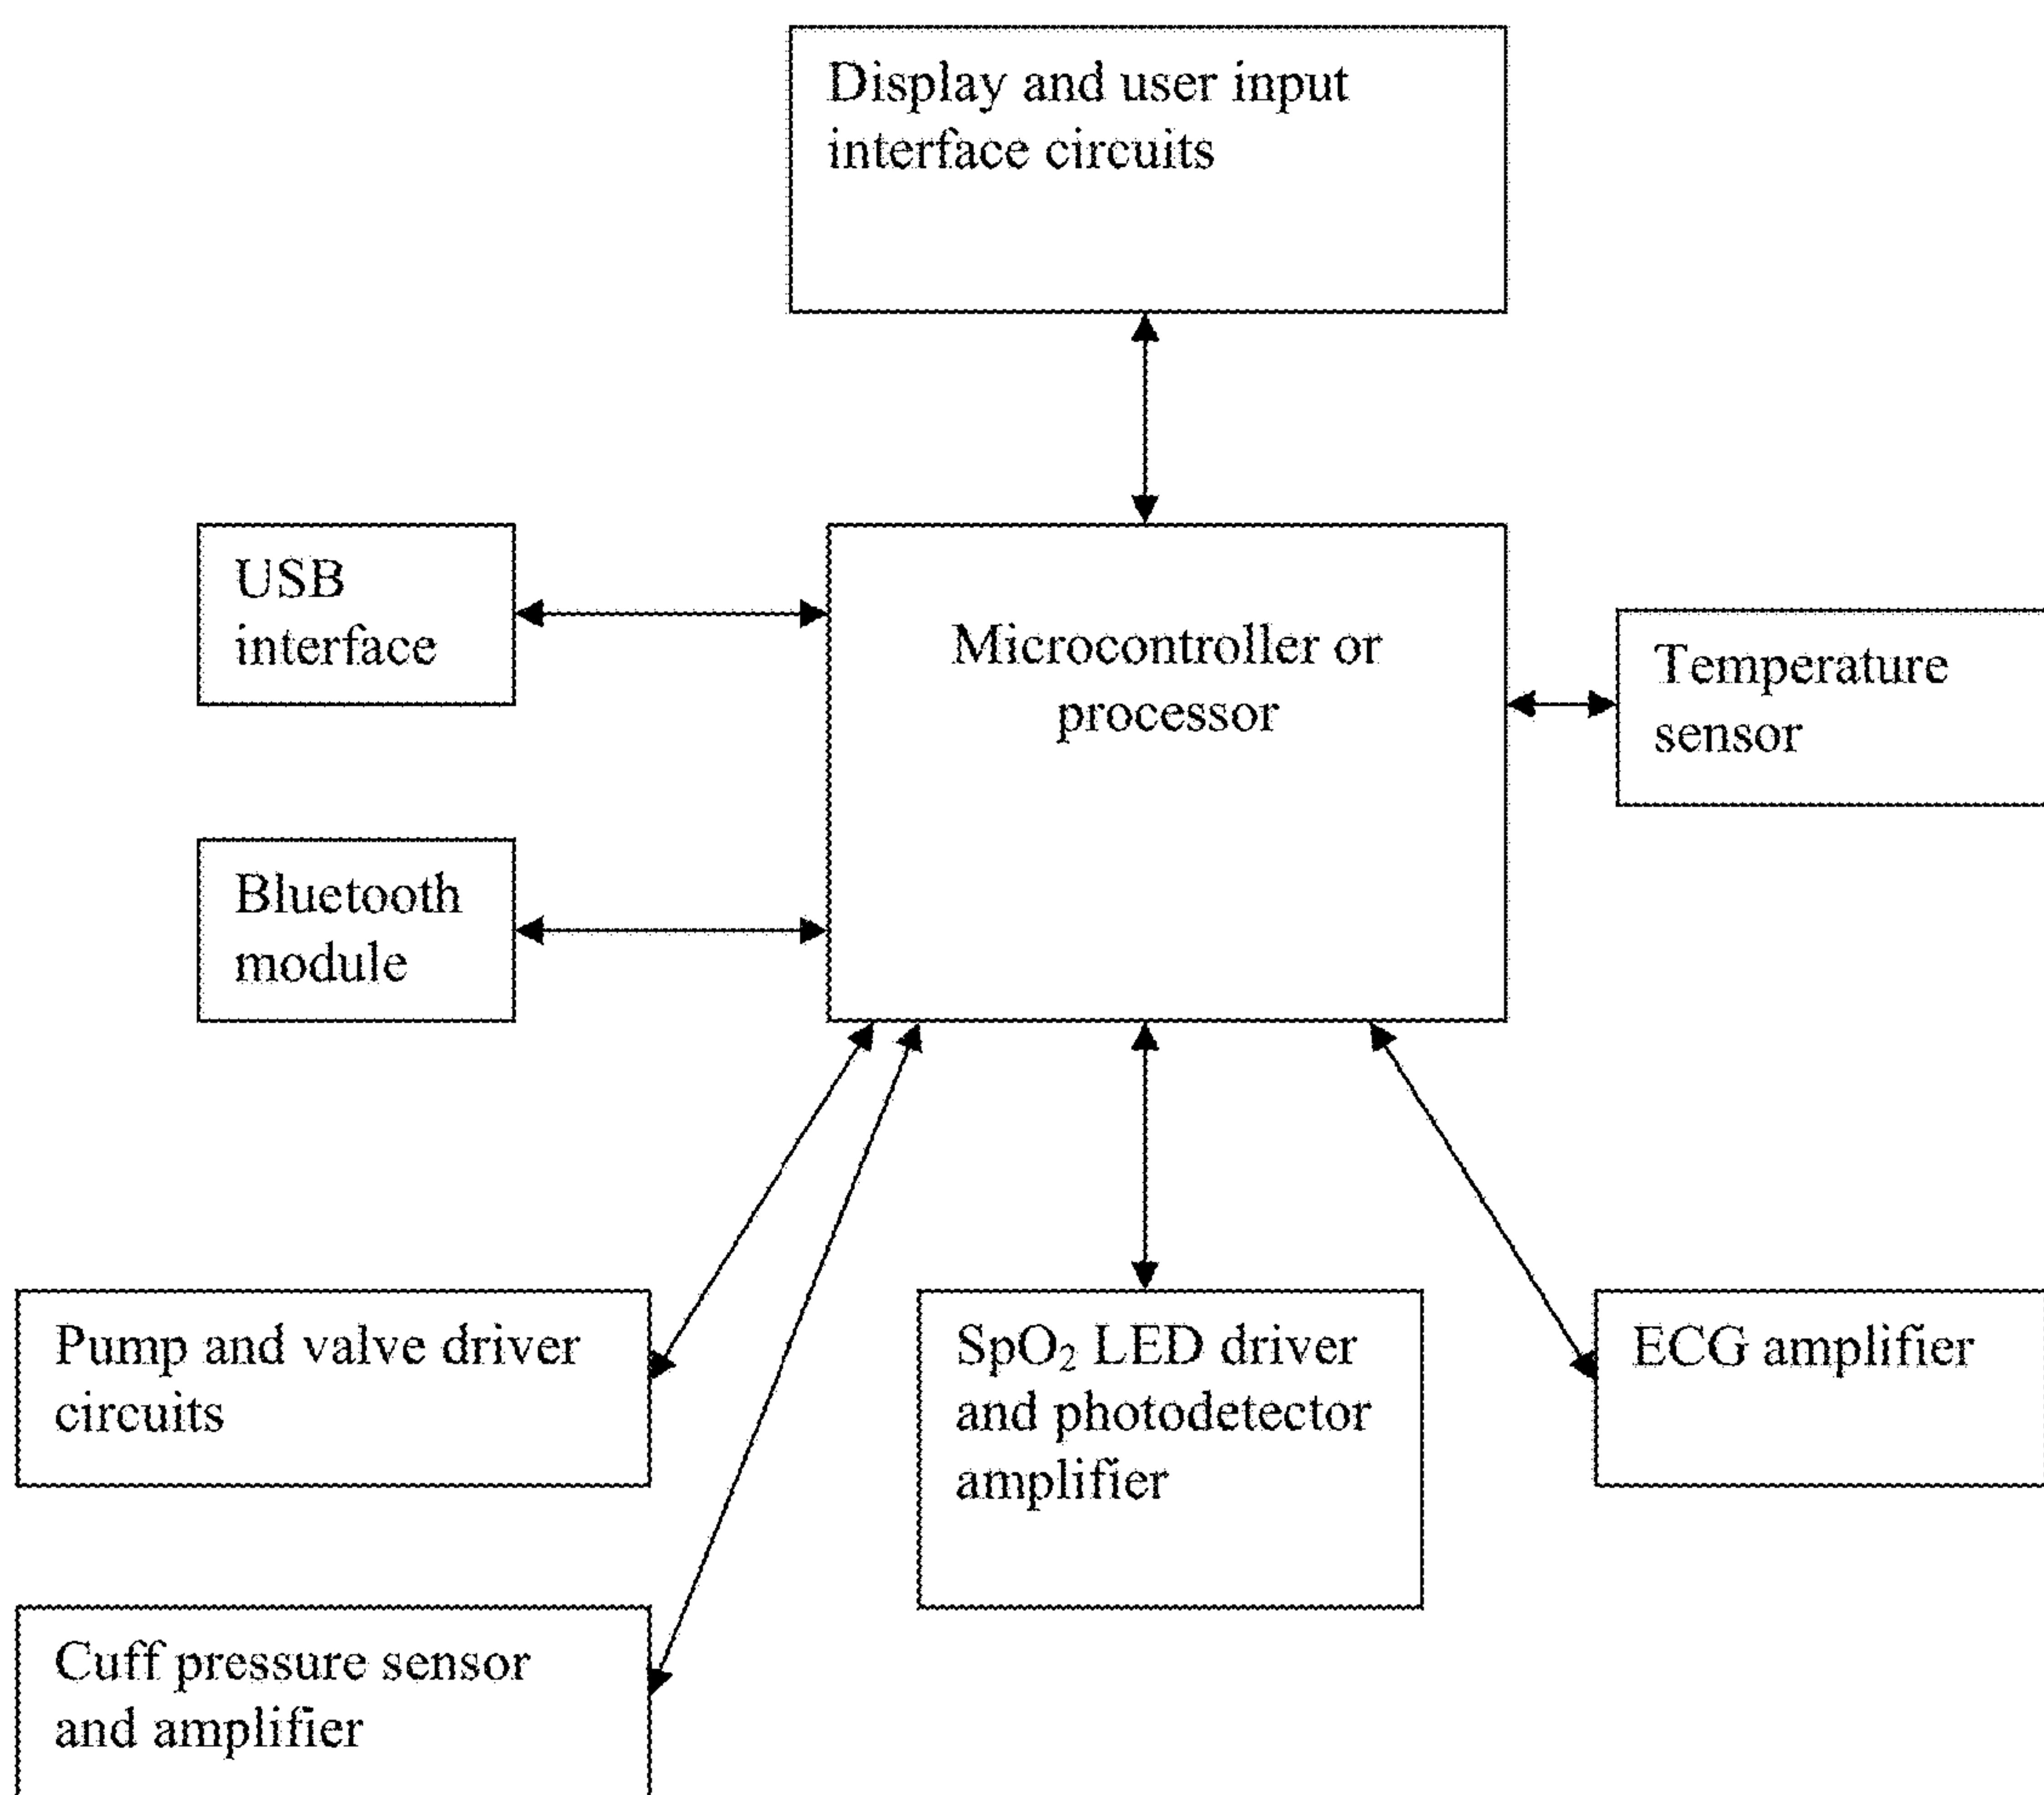 Display and user input
interface circuits
USB
interface
Microcontroller or
processor
Temperature
sensor
Bluetooth
module
Pump and valve driver
circuits
SpO₂ LED driver
and photodetector
amplifier
ECG amplifier
Cuff pressure sensor
and amplifier